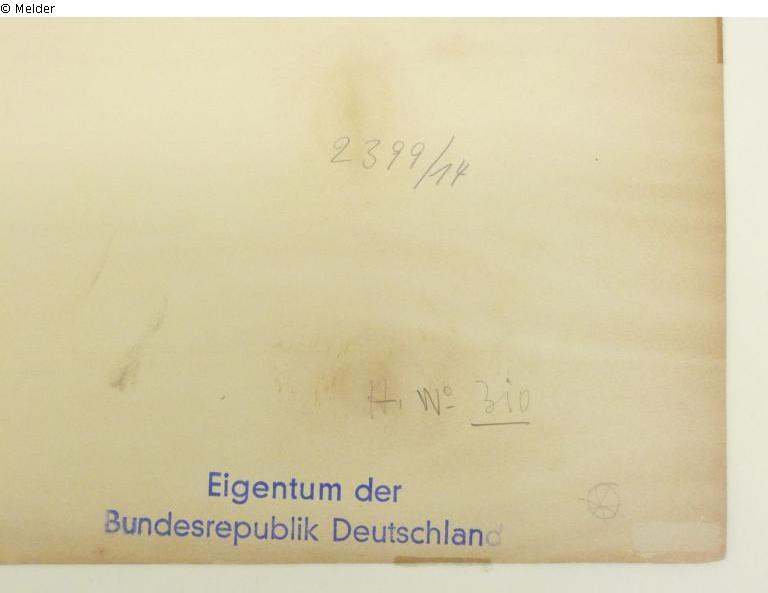 © Melder
2399/14
H. No 310
Eigentum der
Bundesrepublik Deutschland